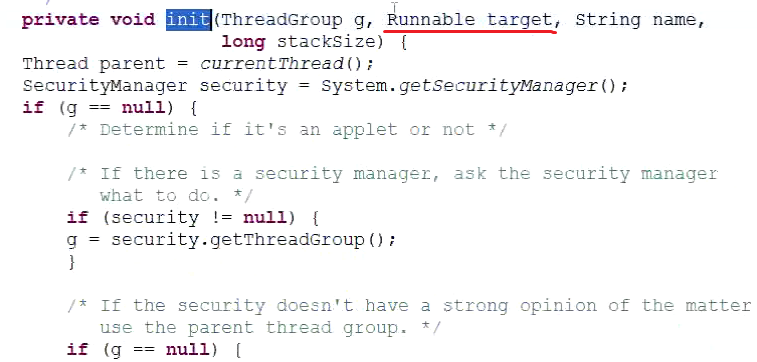 private void init(ThreadGroup g, Runnable target, String name,
long stackSize) {
Thread parent = currentThread();
SecurityManager security = System.getSecurityManager();
if (g == null) {
/* Determine if it's an applet or not */
/* If there is a security manager, ask the security manager
what to do. */
if (security != null) {
g = security.getThreadGroup();
}
/* If the security doesn't have a strong opinion of the matter
use the parent thread group. */
if (g == null) {